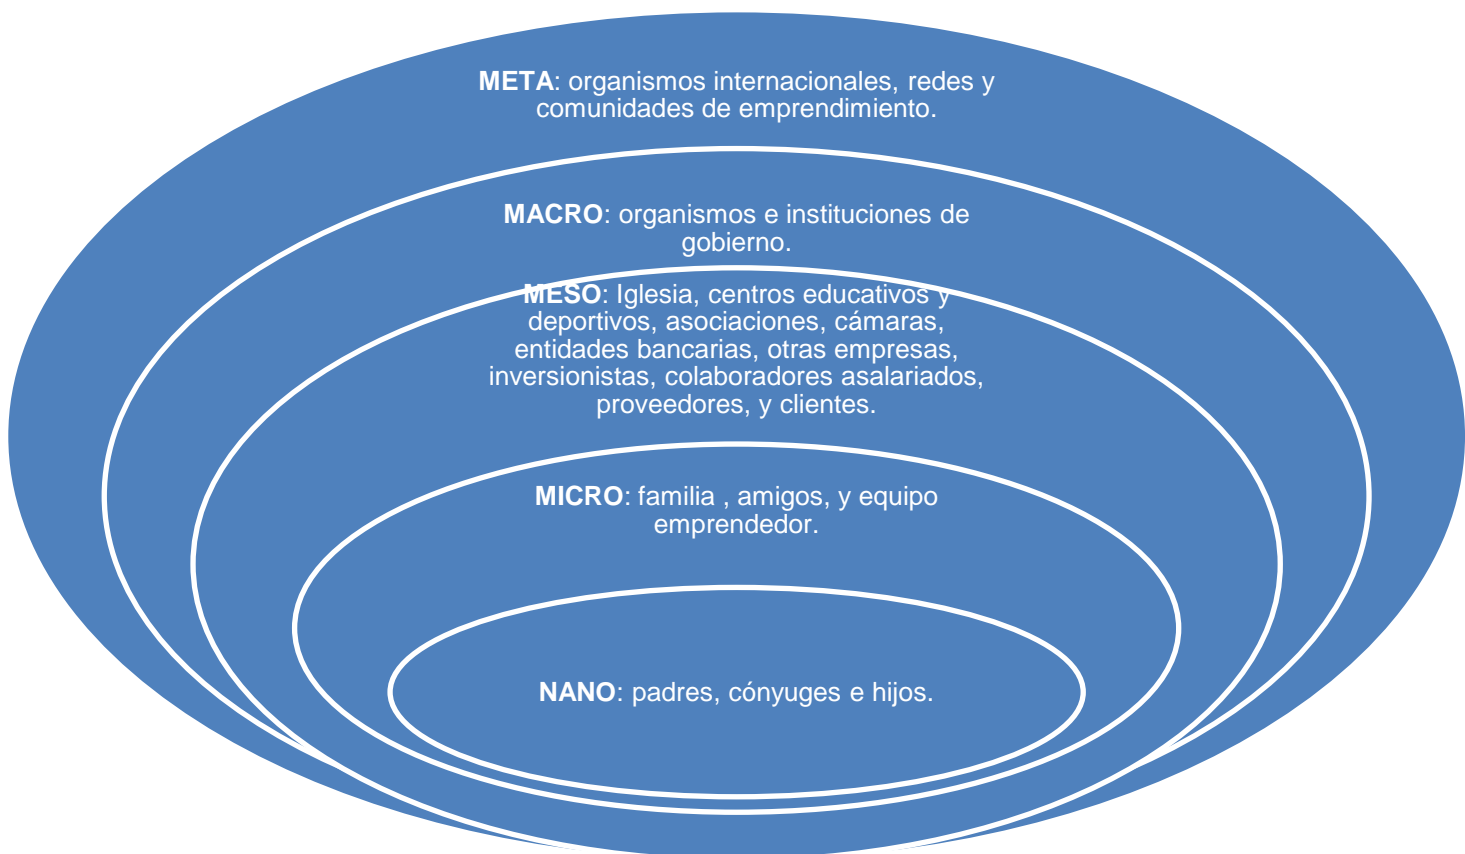 META: organismos internacionales, redes y
comunidades de emprendimiento.
MACRO: organismos e instituciones de
gobierno.
MESO: Iglesia, centros educativos y
deportivos, asociaciones, cámaras,
entidades bancarias, otras empresas,
inversionistas, colaboradores asalariados,
proveedores, y clientes.
MICRO: familia , amigos, y equipo
emprendedor.
NANO: padres, cónyuges e hijos.